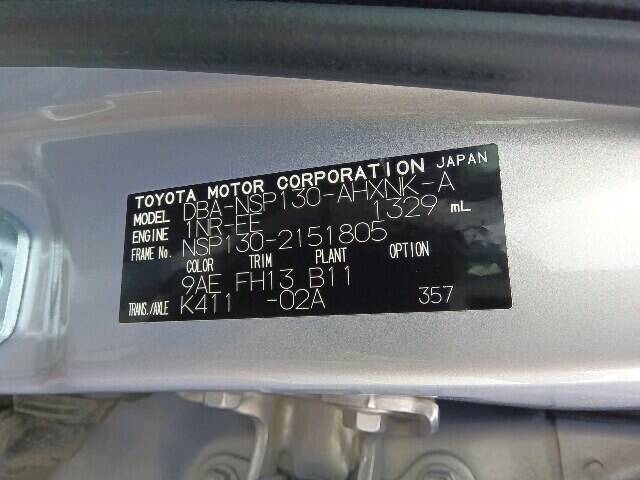 TOYOTA MOTOR CORPORATION JAPAN
MODEL DBA-NSP130-AHXNK-A
ENGINE 1NR-FE 1329 mL
FRAME No. NSP130-2151805
COLOR TRIM PLANT OPTION
9AE FH13 B11
TRANS./AXLE K411 -02A 357